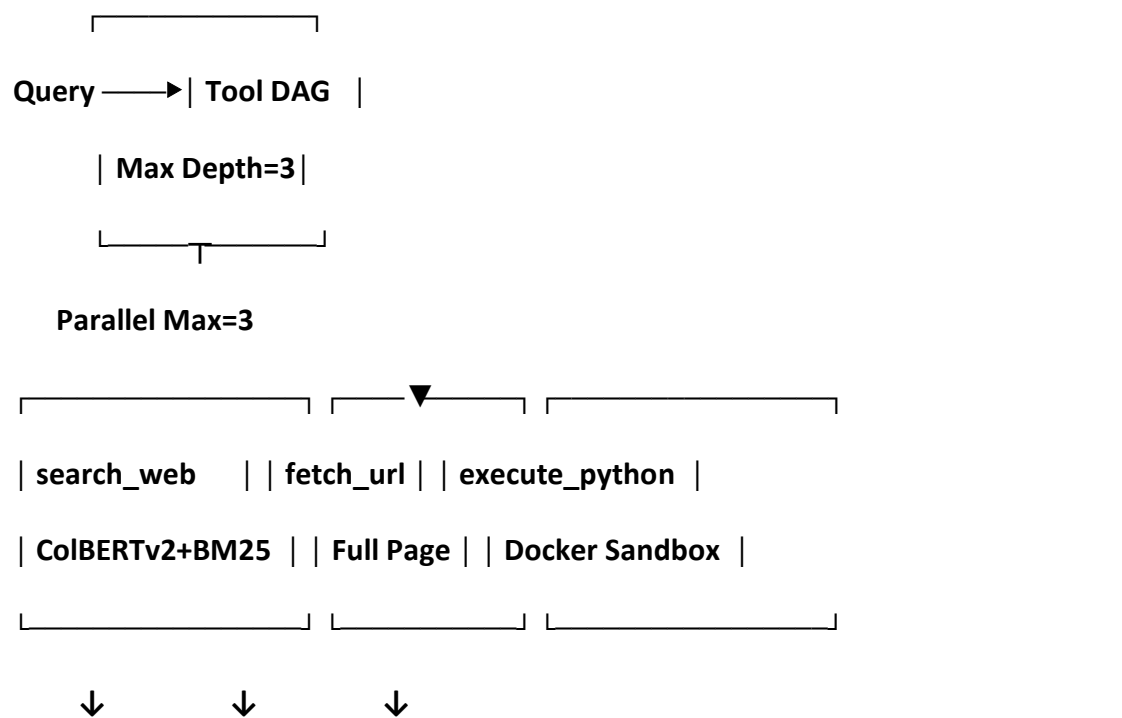 Query → | Tool DAG |
| Max Depth=3 |
Parallel Max=3
| search_web | | fetch_url | | execute_python |
| ColBERTv2+BM25 | | Full Page | | Docker Sandbox |